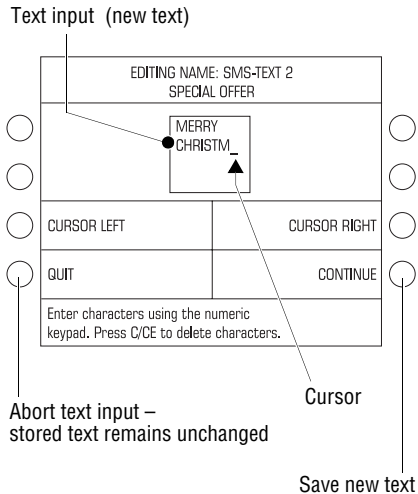 Text input (new text)
EDITING NAME: SMS-TEXT 2
SPECIAL OFFER
MERRY
CHRISTM_
CURSOR LEFT
CURSOR RIGHT
QUIT
CONTINUE
Enter characters using the numeric
keypad. Press C/CE to delete characters.
Cursor
Abort text input –
stored text remains unchanged
Save new text